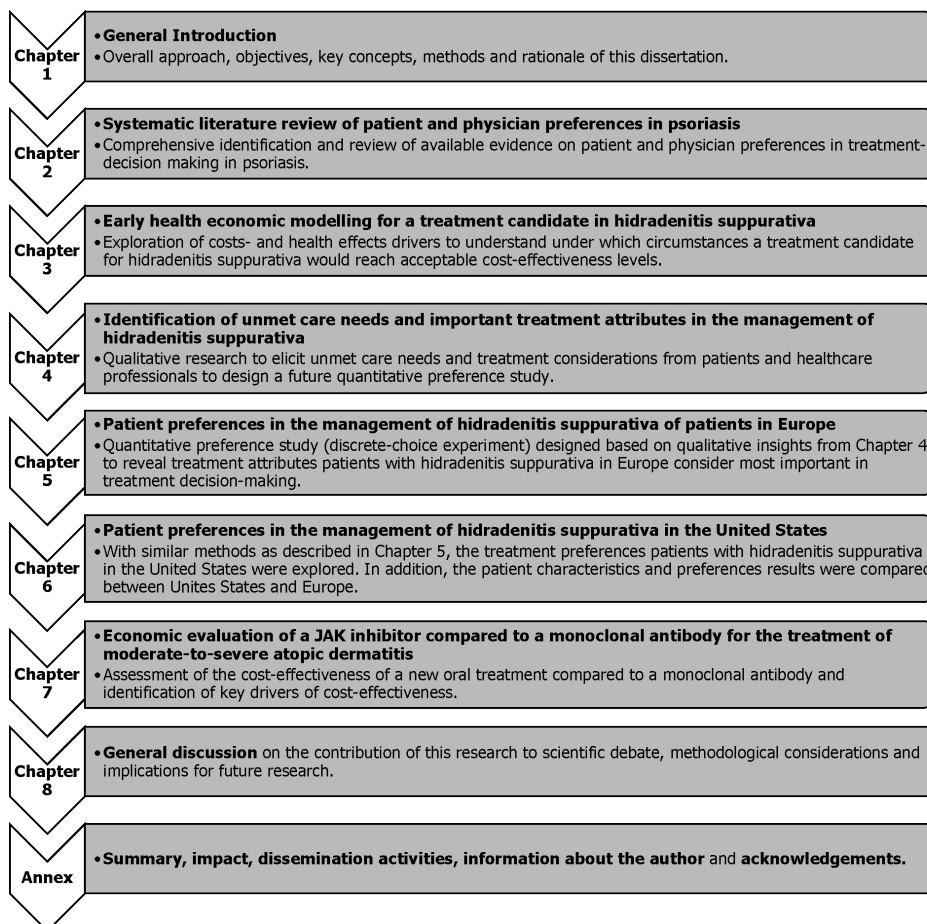 Chapter
1
• General Introduction
• Overall approach, objectives, key concepts, methods and rationale of this dissertation.
Chapter
2
• Systematic literature review of patient and physician preferences in psoriasis
• Comprehensive identification and review of available evidence on patient and physician preferences in treatment-
decision making in psoriasis.
Chapter
3
• Early health economic modelling for a treatment candidate in hidradenitis suppurativa
• Exploration of costs- and health effects drivers to understand under which circumstances a treatment candidate
for hidradenitis suppurativa would reach acceptable cost-effectiveness levels.
Chapter
4
• Identification of unmet care needs and important treatment attributes in the management of
hidradenitis suppurativa
• Qualitative research to elicit unmet care needs and treatment considerations from patients and healthcare
professionals to design a future quantitative preference study.
Chapter
5
• Patient preferences in the management of hidradenitis suppurativa of patients in Europe
• Quantitative preference study (discrete-choice experiment) designed based on qualitative insights from Chapter 4
to reveal treatment attributes patients with hidradenitis suppurativa in Europe consider most important in
treatment decision-making.
Chapter
6
• Patient preferences in the management of hidradenitis suppurativa in the United States
• With similar methods as described in Chapter 5, the treatment preferences patients with hidradenitis suppurativa
in the United States were explored. In addition, the patient characteristics and preferences results were compared
between Unites States and Europe.
Chapter
7
• Economic evaluation of a JAK inhibitor compared to a monoclonal antibody for the treatment of
moderate-to-severe atopic dermatitis
• Assessment of the cost-effectiveness of a new oral treatment compared to a monoclonal antibody and
identification of key drivers of cost-effectiveness.
Chapter
8
• General discussion on the contribution of this research to scientific debate, methodological considerations and
implications for future research.
Annex
• Summary, impact, dissemination activities, information about the author and acknowledgements.